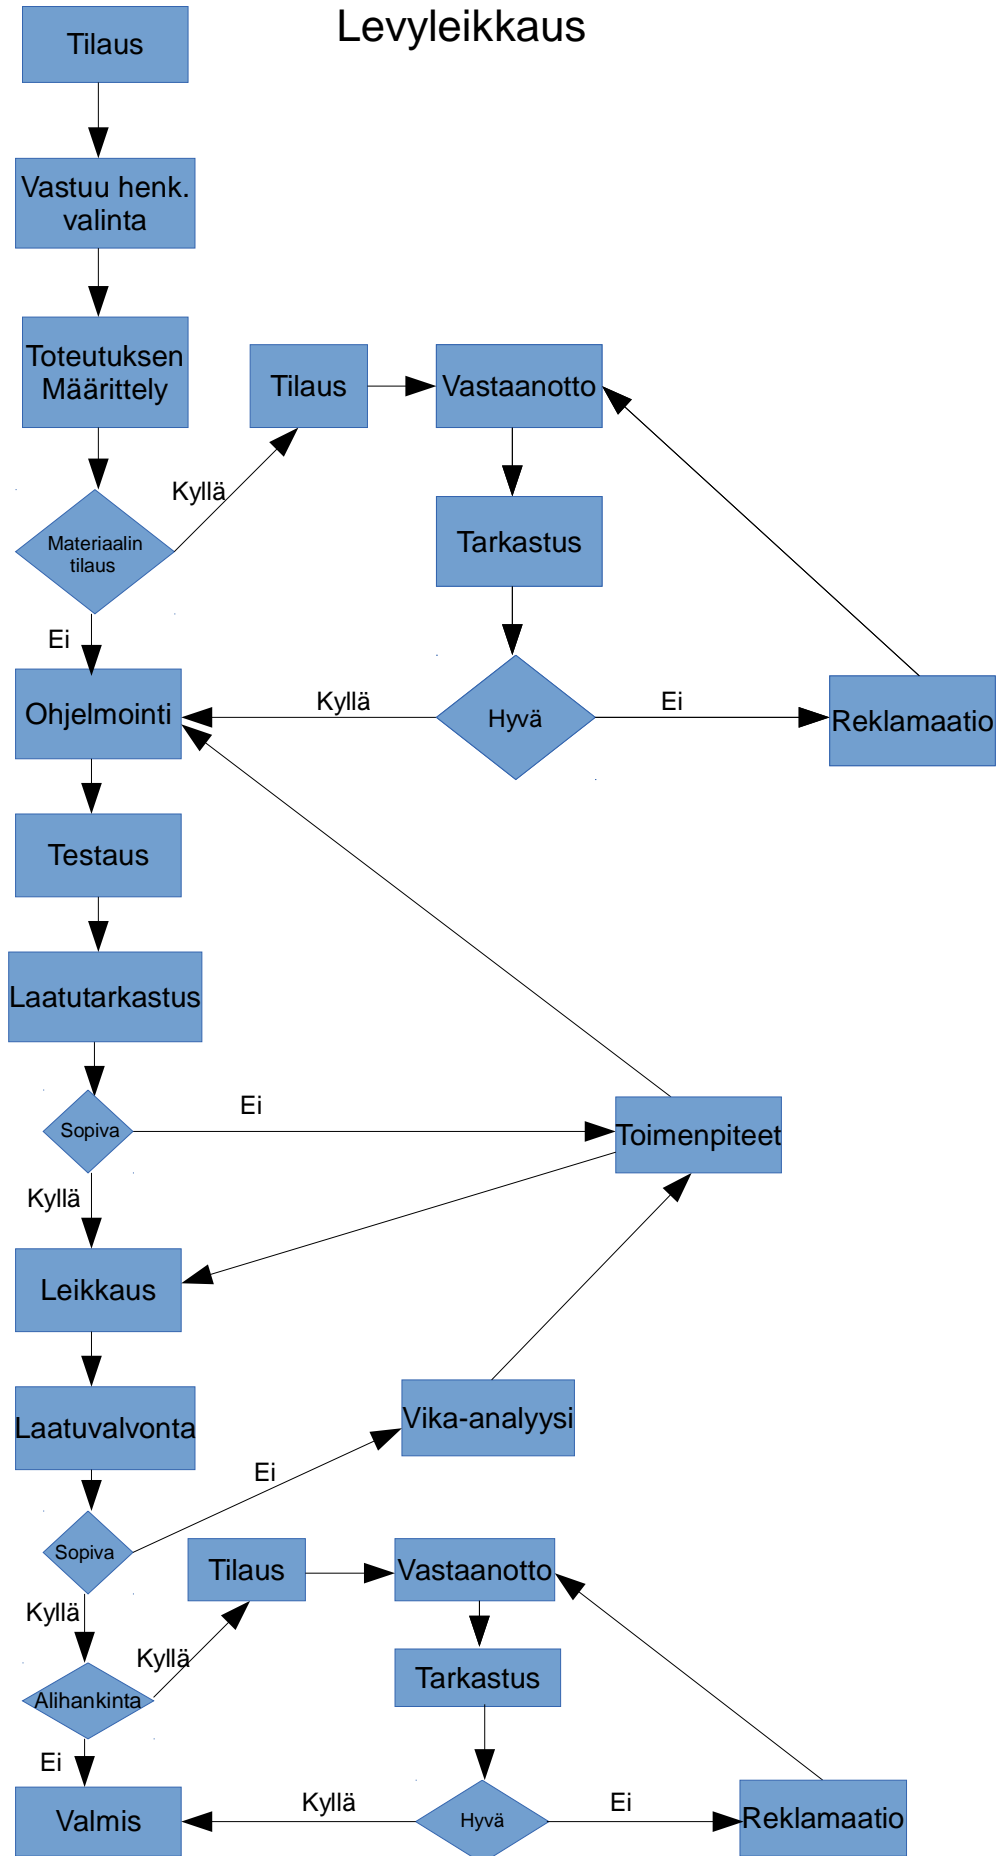 Levyleikkaus
Tilaus
Vastuu henk.
valinta
Toteutuksen
Määrittely
Tilaus
Vastaanotto
Kyllä
Materiaalin
tilaus
Tarkastus
Ei
Ohjelmointi
Kyllä
Hyvä
Ei
Reklamaatio
Testaus
Laatutarkastus
Sopiva
Ei
Toimenpiteet
Kyllä
Leikkaus
Laatuvalvonta
Vika-analyysi
Ei
Sopiva
Tilaus
Vastaanotto
Kyllä
Kyllä
Tarkastus
Alihankinta
Ei
Valmis
Kyllä
Hyvä
Ei
Reklamaatio